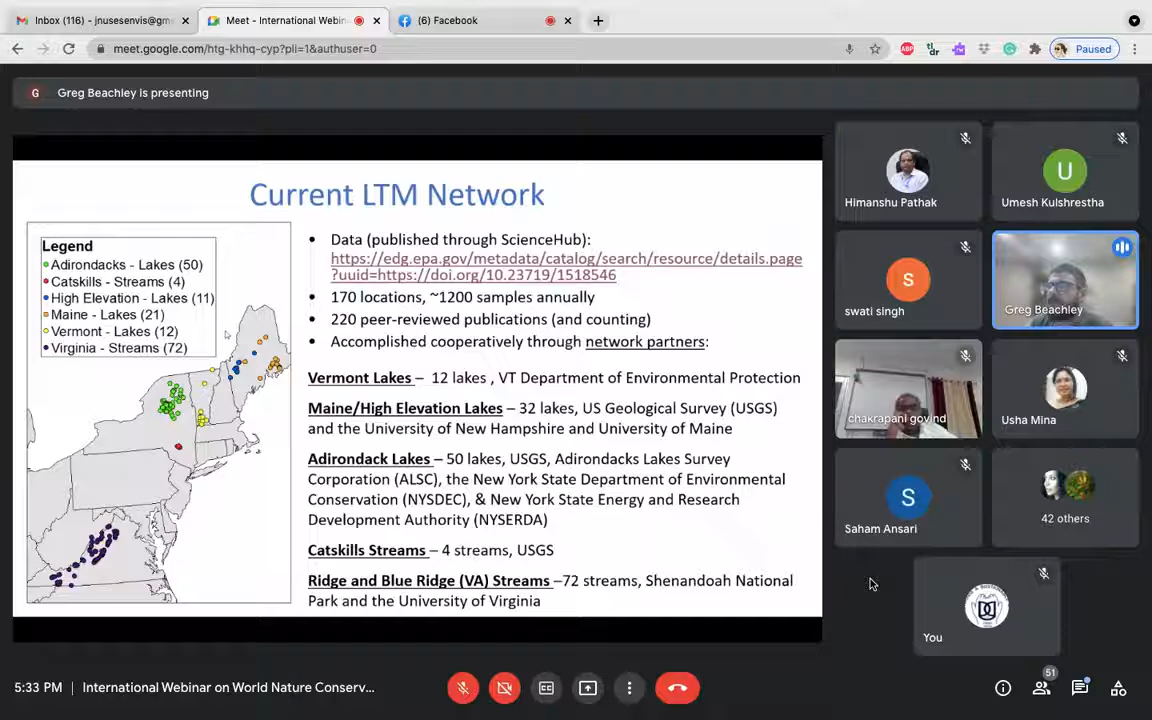 Inbox (116) - jnusesenvis@gm
Meet - International Webin
(6) Facebook
meet.google.com/htg-khhq-cyp?pli=1&authuser=0
ABP
tl;dr
Paused
G
Greg Beachley is presenting
Current LTM Network
Legend
Adirondacks - Lakes (50)
Catskills - Streams (4)
High Elevation - Lakes (11)
Maine - Lakes (21)
Vermont - Lakes (12)
Virginia - Streams (72)
• Data (published through ScienceHub):
https://edg.epa.gov/metadata/catalog/search/resource/details.page
?uuid=https://doi.org/10.23719/1518546
• 170 locations, ~1200 samples annually
• 220 peer-reviewed publications (and counting)
• Accomplished cooperatively through network partners:
Vermont Lakes – 12 lakes , VT Department of Environmental Protection
Maine/High Elevation Lakes – 32 lakes, US Geological Survey (USGS)
and the University of New Hampshire and University of Maine
Adirondack Lakes – 50 lakes, USGS, Adirondacks Lakes Survey
Corporation (ALSC), the New York State Department of Environmental
Conservation (NYSDEC), & New York State Energy and Research
Development Authority (NYSERDA)
Catskills Streams – 4 streams, USGS
Ridge and Blue Ridge (VA) Streams –72 streams, Shenandoah National
Park and the University of Virginia
Himanshu Pathak
U
Umesh Kulshrestha
S
swati singh
Greg Beachley
chakrapani govind
Usha Mina
S
Saham Ansari
42 others
You
5:33 PM | International Webinar on World Nature Conserv...
CC
51